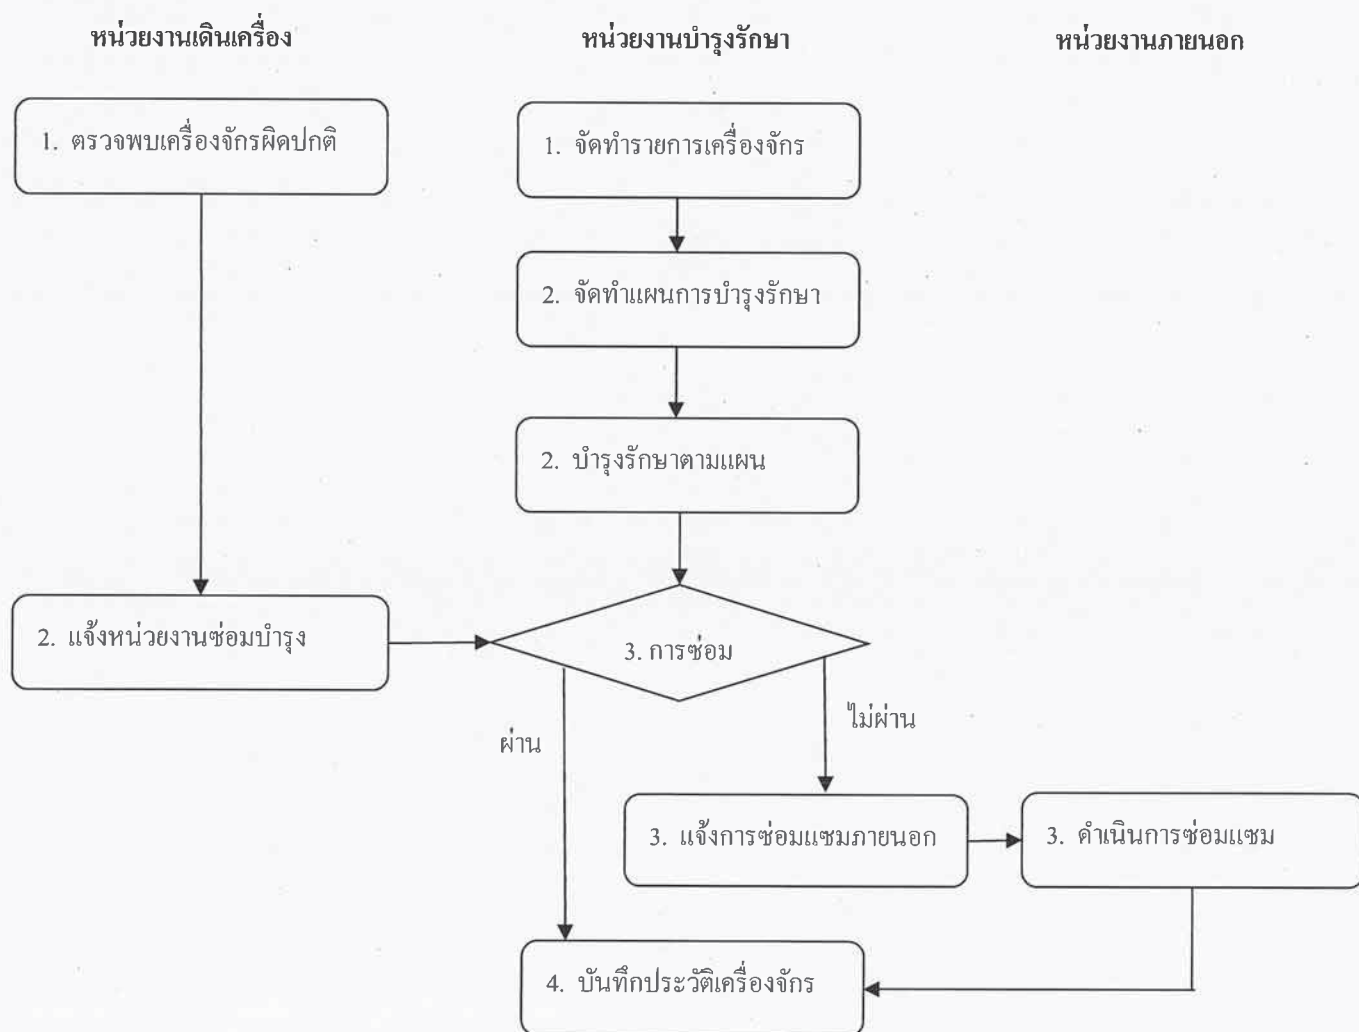 หน่วยงานเดินเครื่อง
หน่วยงานบำรุงรักษา
หน่วยงานภายนอก
1. ตรวจพบเครื่องจักรผิดปกติ
1. จัดทำรายการเครื่องจักร
2. จัดทำแผนการบำรุงรักษา
2. บำรุงรักษาตามแผน
2. แจ้งหน่วยงานซ่อมบำรุง
3. การซ่อม
ผ่าน
ไม่ผ่าน
3. แจ้งการซ่อมแซมภายนอก
3. ดำเนินการซ่อมแซม
4. บันทึกประวัติเครื่องจักร